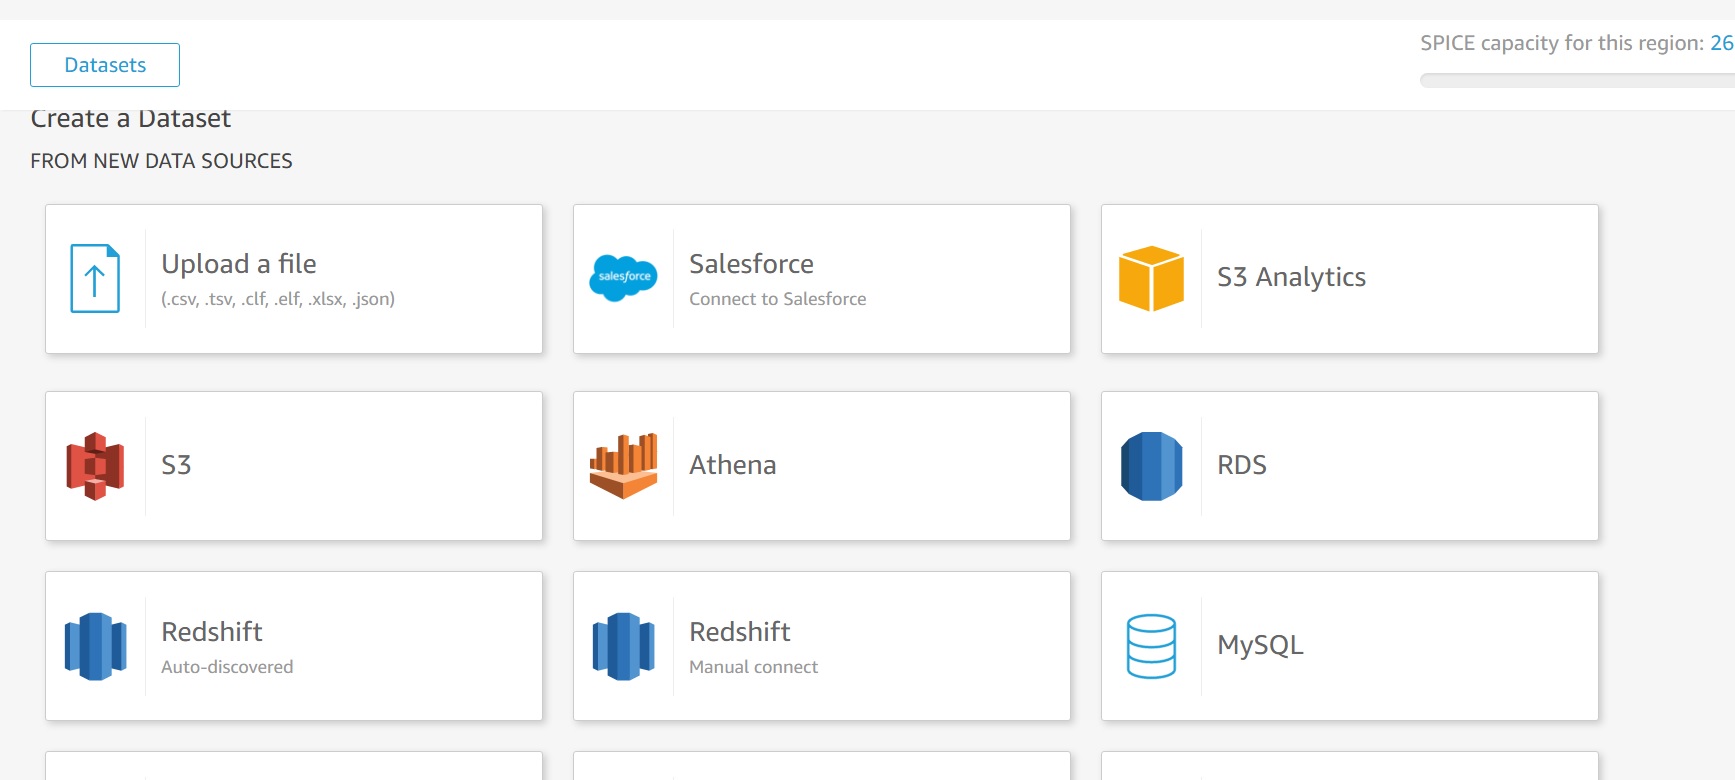 Datasets
SPICE capacity for this region: 26
Create a Dataset
FROM NEW DATA SOURCES
Upload a file
(.csv, .tsv, .clf, .elf, .xlsx, .json)
salesforce
Salesforce
Connect to Salesforce
S3 Analytics
S3
Athena
RDS
Redshift
Auto-discovered
Redshift
Manual connect
MySQL